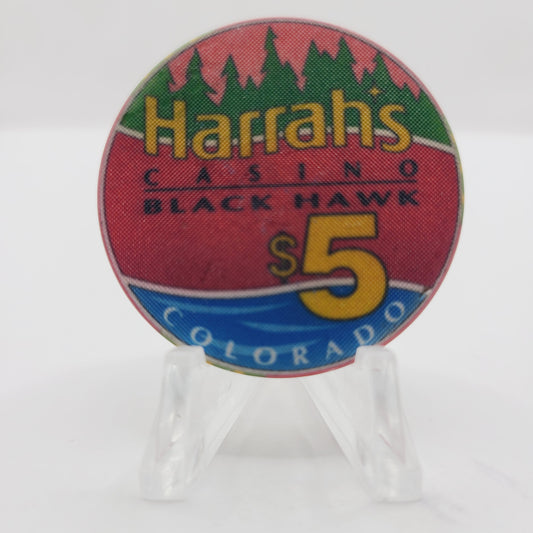 Harrah's
CASINO
BLACK HAWK
$5
COLORADO